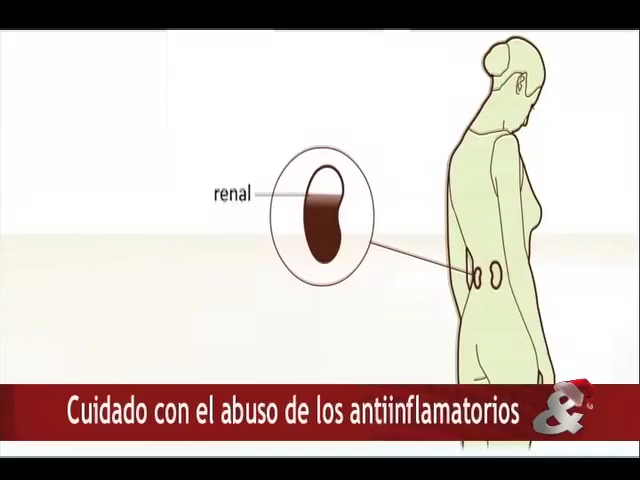 renal
Cuidado con el abuso de los antiinflamatorios
&